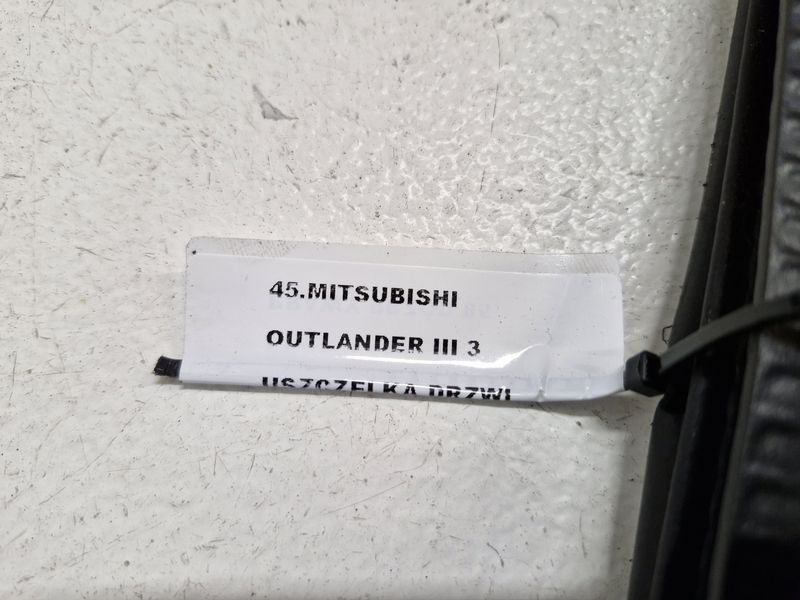 45.MITSUBISHI
OUTLANDER III 3
USZCZELKA DRZWI